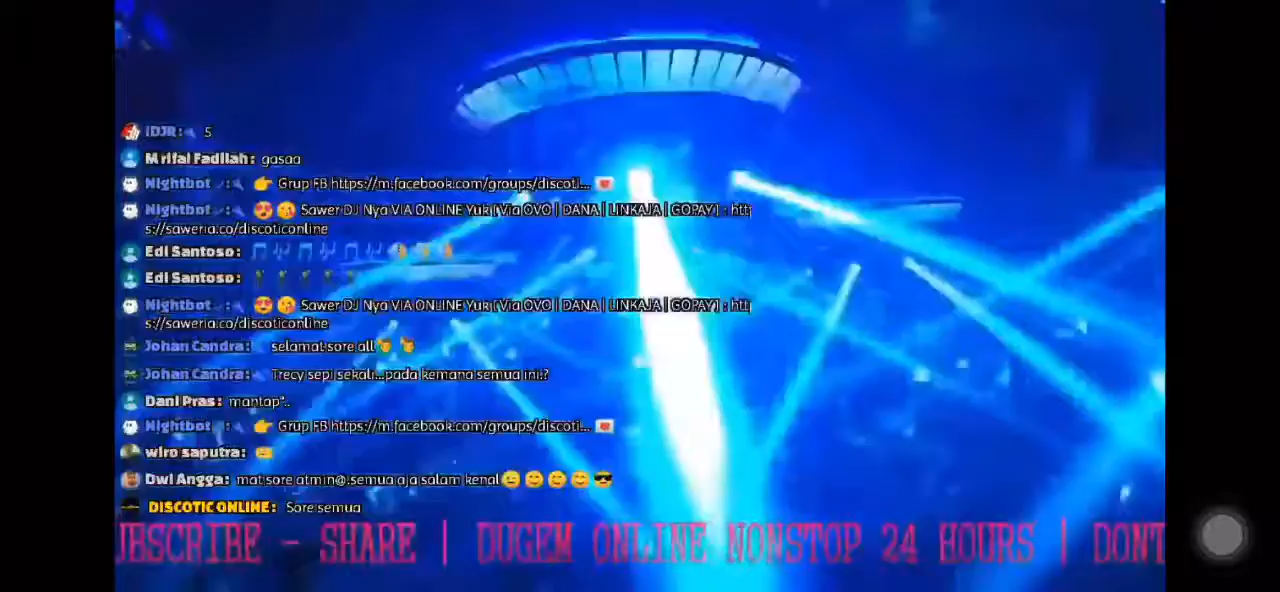 iDJR: 5
M rifal Fadilah: gasaa
Nightbot: 👉 Grup FB https://m.facebook.com/groups/discoti... 💌
Nightbot: 😍 😘 Sawer DJ Nya VIA ONLINE Yuk [Via OVO | DANA | LINKAJA | GOPAY] : http
s://saweria.co/discoticonline
Edi Santoso: 🎵🎶🎵🎶🎵🎶
Edi Santoso:
Nightbot: 😍 😘 Sawer DJ Nya VIA ONLINE Yuk [Via OVO | DANA | LINKAJA | GOPAY] : http
s://saweria.co/discoticonline
Johan Candra: selamat sore all
Johan Candra: Trecy sepi sekali...pada kemana semua ini.?
Dani Pras: mantap"..
Nightbot: 👉 Grup FB https://m.facebook.com/groups/discoti... 💌
wiro saputra:
Dwi Angga: mat sore atmin@.semua aja salam kenal 😉😊😊😊😎
DISCOTIC ONLINE: Sore semua
UBSCRIBE - SHARE | DUGEM ONLINE NONSTOP 24 HOURS | DONT